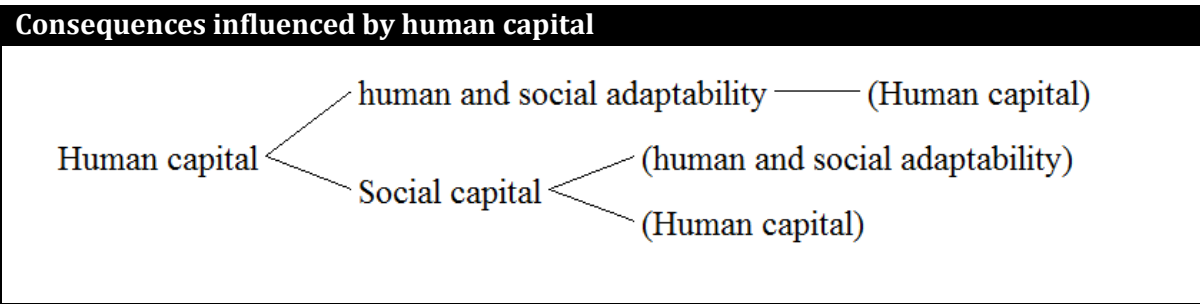 Consequences influenced by human capital
human and social adaptability (Human capital)
Human capital
(human and social adaptability)
Social capital
(Human capital)